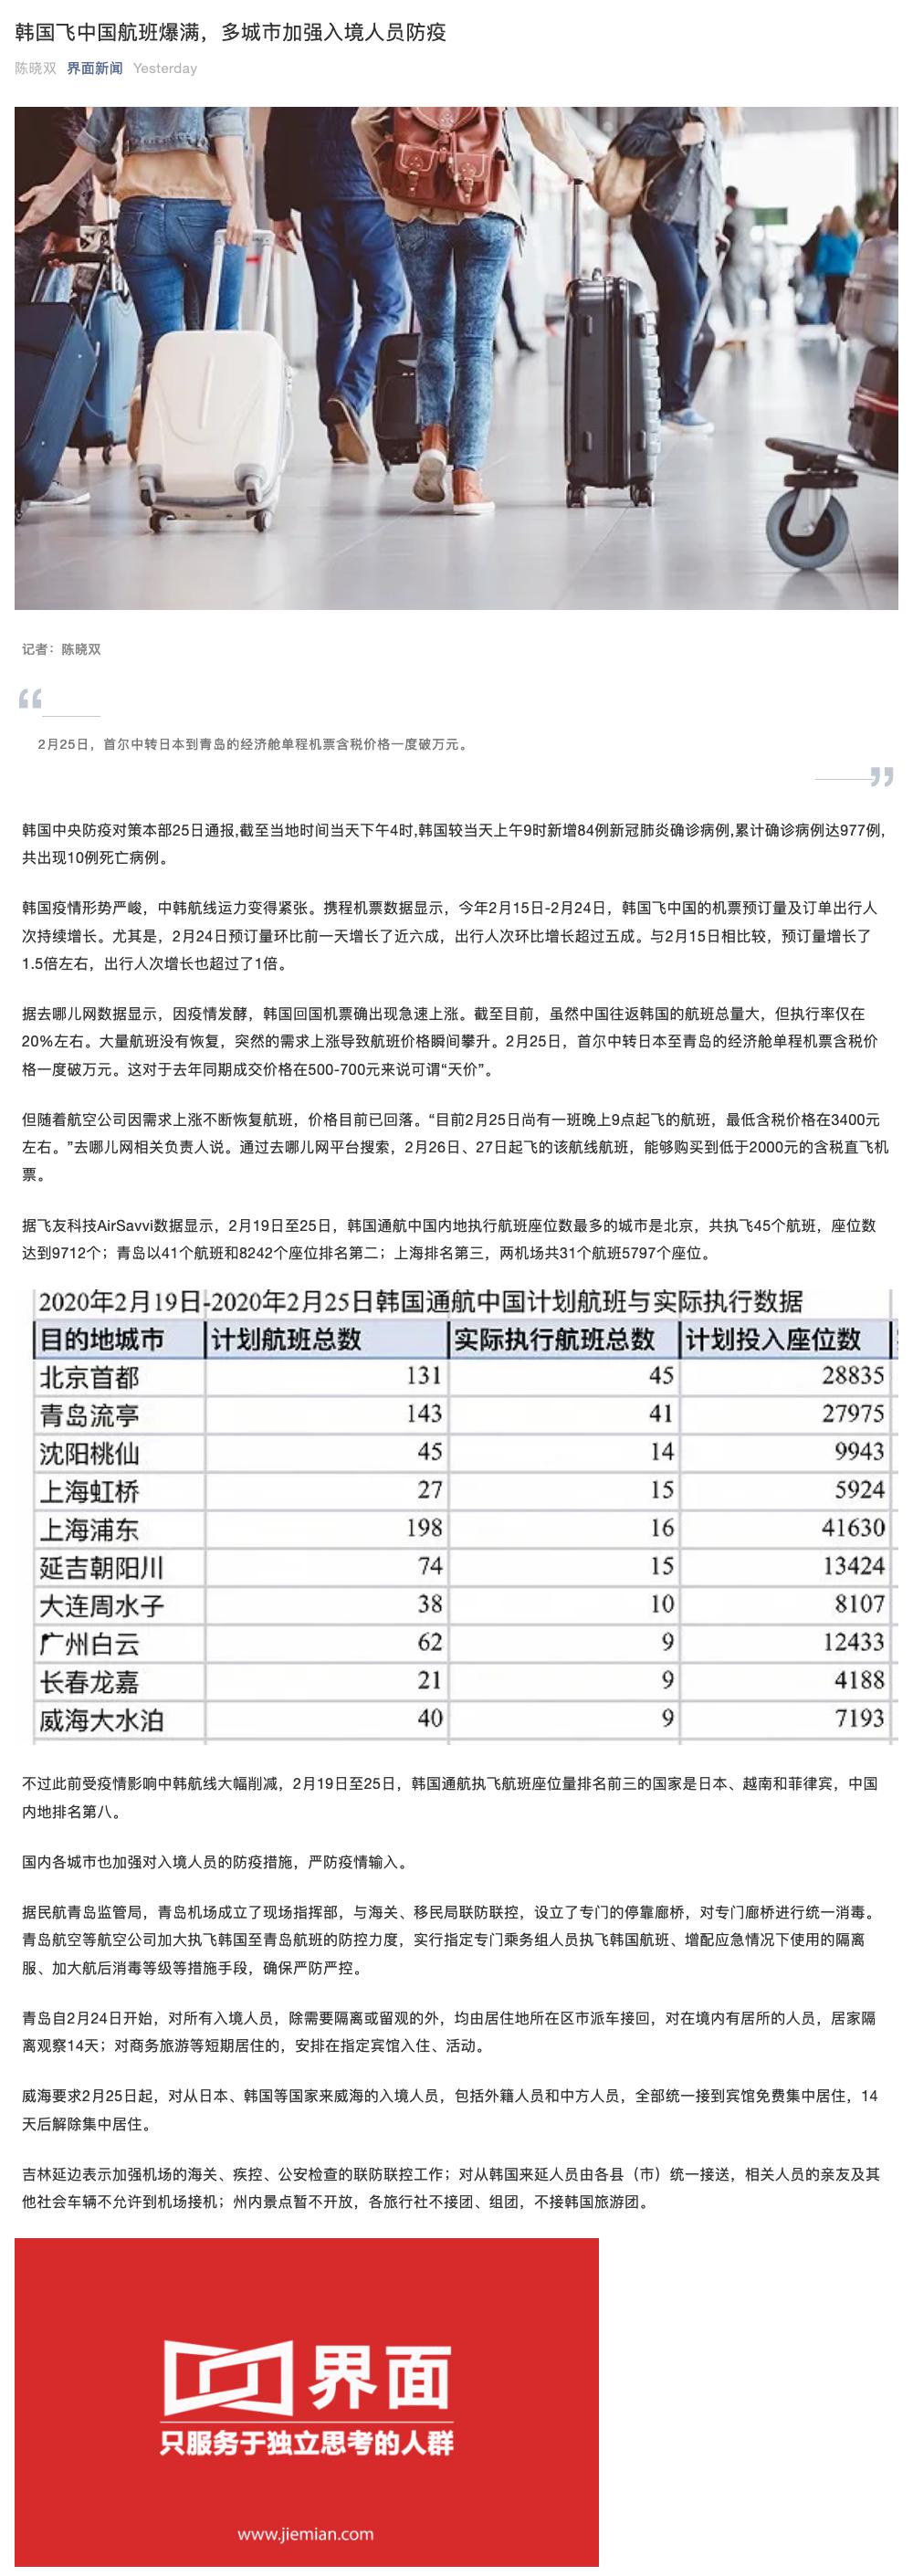 韩国飞中国航班爆满，多城市加强入境人员防疫
陈晓双 界面新闻 Yesterday
记者：陈晓双
“
2月25日，首尔中转日本到青岛的经济舱单程机票含税价格一度破万元。
”
韩国中央防疫对策本部25日通报,截至当地时间当天下午4时,韩国较当天上午9时新增84例新冠肺炎确诊病例,累计确诊病例达977例,
共出现10例死亡病例。
韩国疫情形势严峻，中韩航线运力变得紧张。携程机票数据显示，今年2月15日-2月24日，韩国飞中国的机票预订量及订单出行人
次持续增长。尤其是，2月24日预订量环比前一天增长了近六成，出行人次环比增长超过五成。与2月15日相比较，预订量增长了
1.5倍左右，出行人次增长也超过了1倍。
据去哪儿网数据显示，因疫情发酵，韩国回国机票确出现急速上涨。截至目前，虽然中国往返韩国的航班总量大，但执行率仅在
20%左右。大量航班没有恢复，突然的需求上涨导致航班价格瞬间攀升。2月25日，首尔中转日本至青岛的经济舱单程机票含税价
格一度破万元。这对于去年同期成交价格在500-700元来说可谓“天价”。
但随着航空公司因需求上涨不断恢复航班，价格目前已回落。“目前2月25日尚有一班晚上9点起飞的航班，最低含税价格在3400元
左右。”去哪儿网相关负责人说。通过去哪儿网平台搜索，2月26日、27日起飞的该航线航班，能够购买到低于2000元的含税直飞机
票。
据飞友科技AirSavvi数据显示，2月19日至25日，韩国通航中国内地执行航班座位数最多的城市是北京，共执飞45个航班，座位数
达到9712个；青岛以41个航班和8242个座位排名第二；上海排名第三，两机场共31个航班5797个座位。
2020年2月19日-2020年2月25日韩国通航中国计划航班与实际执行数据
目的地城市 计划航班总数 实际执行航班总数 计划投入座位数
北京首都 131 45 28835
青岛流亭 143 41 27975
沈阳桃仙 45 14 9943
上海虹桥 27 15 5924
上海浦东 198 16 41630
延吉朝阳川 74 15 13424
大连周水子 38 10 8107
广州白云 62 9 12433
长春龙嘉 21 9 4188
威海大水泊 40 9 7193
不过此前受疫情影响中韩航线大幅削减，2月19日至25日，韩国通航执飞航班座位量排名前三的国家是日本、越南和菲律宾，中国
内地排名第八。
国内各城市也加强对入境人员的防疫措施，严防疫情输入。
据民航青岛监管局，青岛机场成立了现场指挥部，与海关、移民局联防联控，设立了专门的停靠廊桥，对专门廊桥进行统一消毒。
青岛航空等航空公司加大执飞韩国至青岛航班的防控力度，实行指定专门乘务组人员执飞韩国航班、增配应急情况下使用的隔离
服、加大航后消毒等级等措施手段，确保严防严控。
青岛自2月24日开始，对所有入境人员，除需要隔离或留观的外，均由居住地所在区市派车接回，对在境内有居所的人员，居家隔
离观察14天；对商务旅游等短期居住的，安排在指定宾馆入住、活动。
威海要求2月25日起，对从日本、韩国等国家来威海的入境人员，包括外籍人员和中方人员，全部统一接到宾馆免费集中居住，14
天后解除集中居住。
吉林延边表示加强机场的海关、疾控、公安检查的联防联控工作；对从韩国来延人员由各县（市）统一接送，相关人员的亲友及其
他社会车辆不允许到机场接机；州内景点暂不开放，各旅行社不接团、组团，不接韩国旅游团。
界面
只服务于独立思考的人群
www.jiemian.com